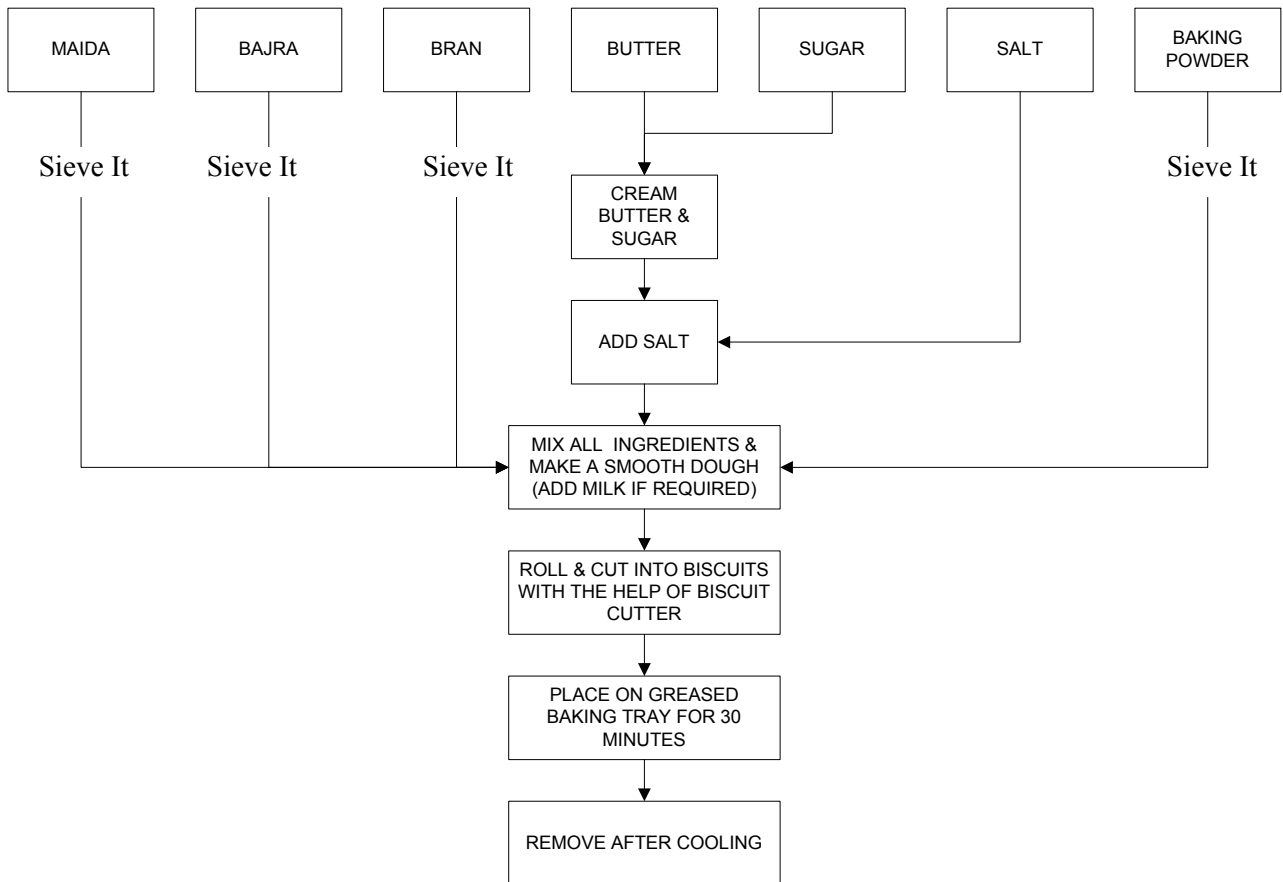 MAIDA
BAJRA
BRAN
BUTTER
SUGAR
SALT
BAKING
POWDER
Sieve It
Sieve It
Sieve It
Sieve It
CREAM
BUTTER &
SUGAR
ADD SALT
MIX ALL INGREDIENTS &
MAKE A SMOOTH DOUGH
(ADD MILK IF REQUIRED)
ROLL & CUT INTO BISCUITS
WITH THE HELP OF BISCUIT
CUTTER
PLACE ON GREASED
BAKING TRAY FOR 30
MINUTES
REMOVE AFTER COOLING